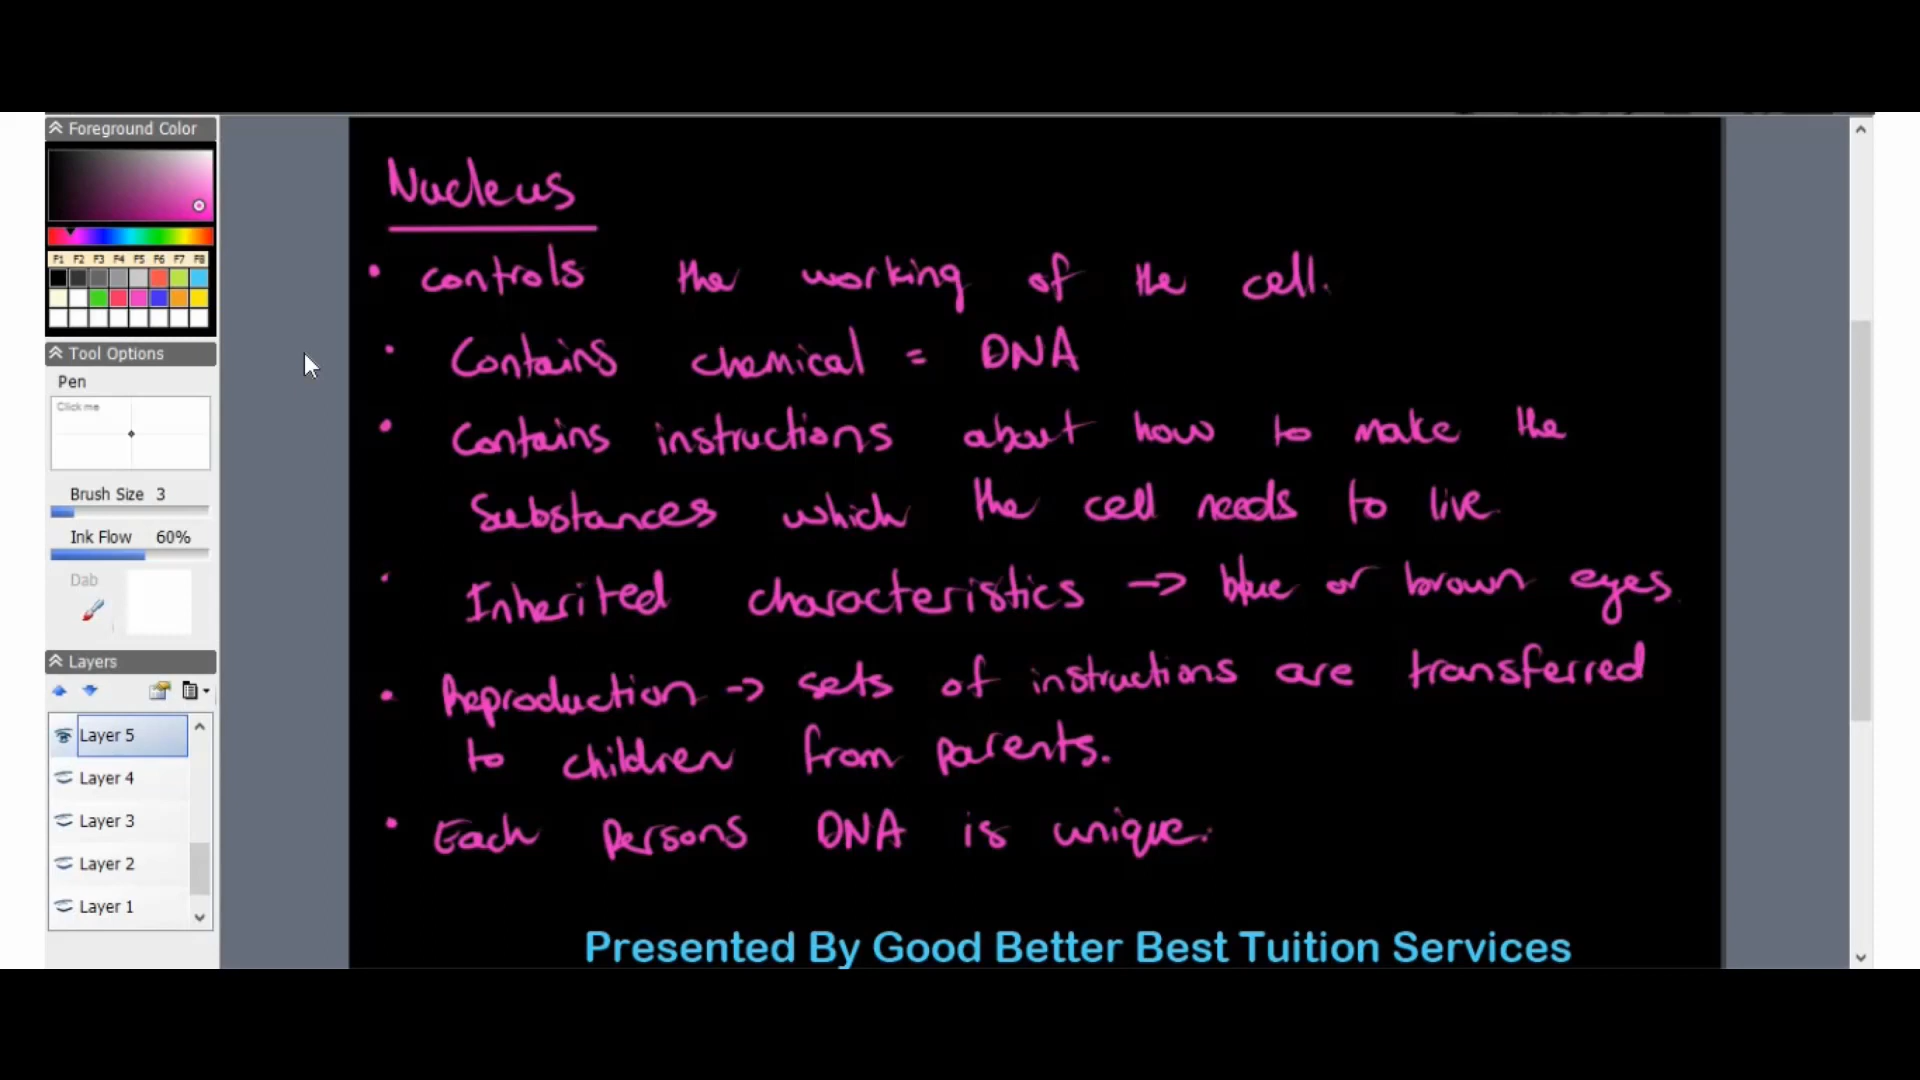 Foreground Color
F1 F2 F3 F4 F5 F6 F7 F8
Tool Options
Pen
Click me
Brush Size 3
Ink Flow 60%
Dab
Layers
Layer 5
Layer 4
Layer 3
Layer 2
Layer 1
Nucleus
• controls the working of the cell.
• Contains chemical = DNA
• Contains instructions about how to make the
substances which the cell needs to live
• Inherited characteristics -> blue or brown eyes.
• Reproduction -> sets of instructions are transferred
to children from parents.
• Each Persons DNA is unique.
Presented By Good Better Best Tuition Services